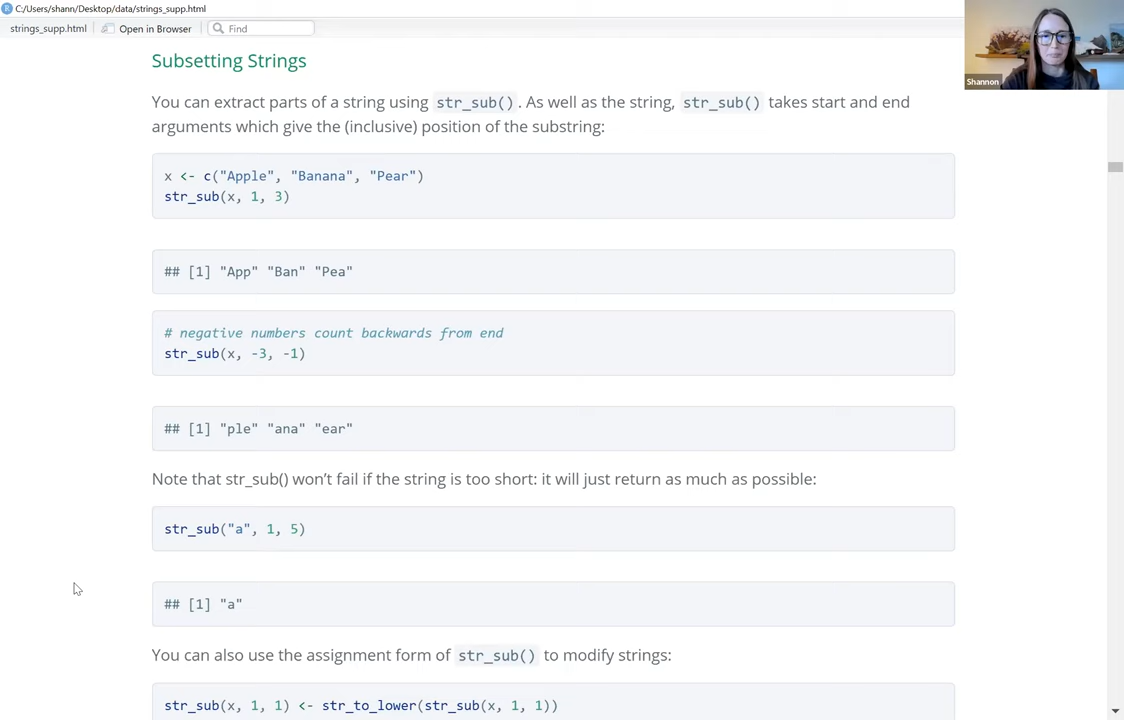 C:/Users/shann/Desktop/data/strings_supp.html
strings_supp.html Open in Browser Find
Shannon
Subsetting Strings
You can extract parts of a string using str_sub() . As well as the string, str_sub() takes start and end
arguments which give the (inclusive) position of the substring:
x <- c("Apple", "Banana", "Pear")
str_sub(x, 1, 3)
## [1] "App" "Ban" "Pea"
# negative numbers count backwards from end
str_sub(x, -3, -1)
## [1] "ple" "ana" "ear"
Note that str_sub() won’t fail if the string is too short: it will just return as much as possible:
str_sub("a", 1, 5)
## [1] "a"
You can also use the assignment form of str_sub() to modify strings:
str_sub(x, 1, 1) <- str_to_lower(str_sub(x, 1, 1))